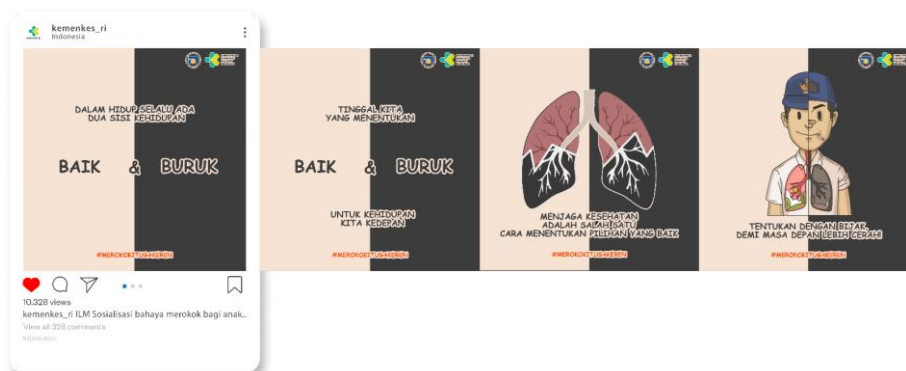 kemenkes_ri
Indonesia
DALAM HIDUP SELALU ADA
DUA SISI KEHIDUPAN
BAIK & BURUK
#MEROKOKITUGAKEREN
10.328 views
kemenkes_ri ILM Sosialisasi bahaya merokok bagi anak..
View all 328 comments
TINGGAL KITA
YANG MENENTUKAN
BAIK & BURUK
UNTUK KEHIDUPAN
KITA KEDEPAN
#MEROKOKITUGAKEREN
MENJAGA KESEHATAN
ADALAH SALAH SATU
CARA MENENTUKAN PILIHAN YANG BAIK
#MEROKOKITUGAKEREN
TENTUKAN DENGAN BIJAK,
DEMI MASA DEPAN LEBIH CERAH!
#MEROKOKITUGAKEREN